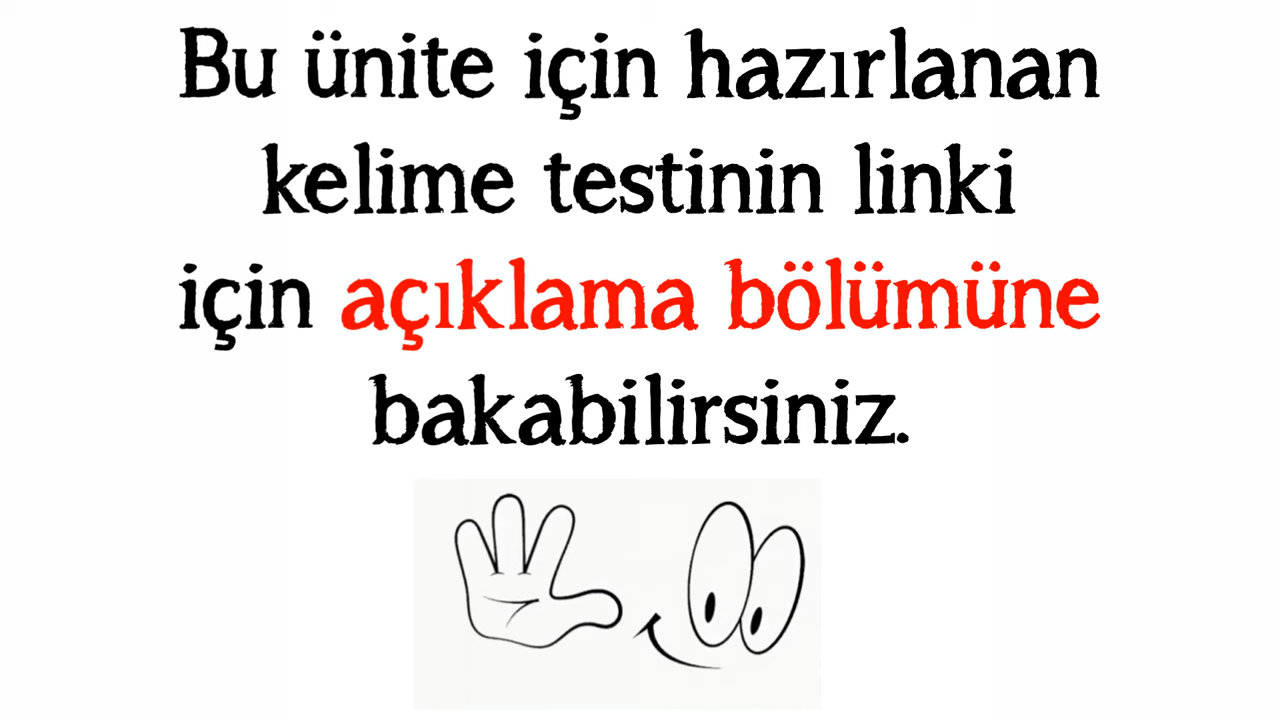 Bu ünite için hazırlanan
kelime testinin linki
için açıklama bölümüne
bakabilirsiniz.